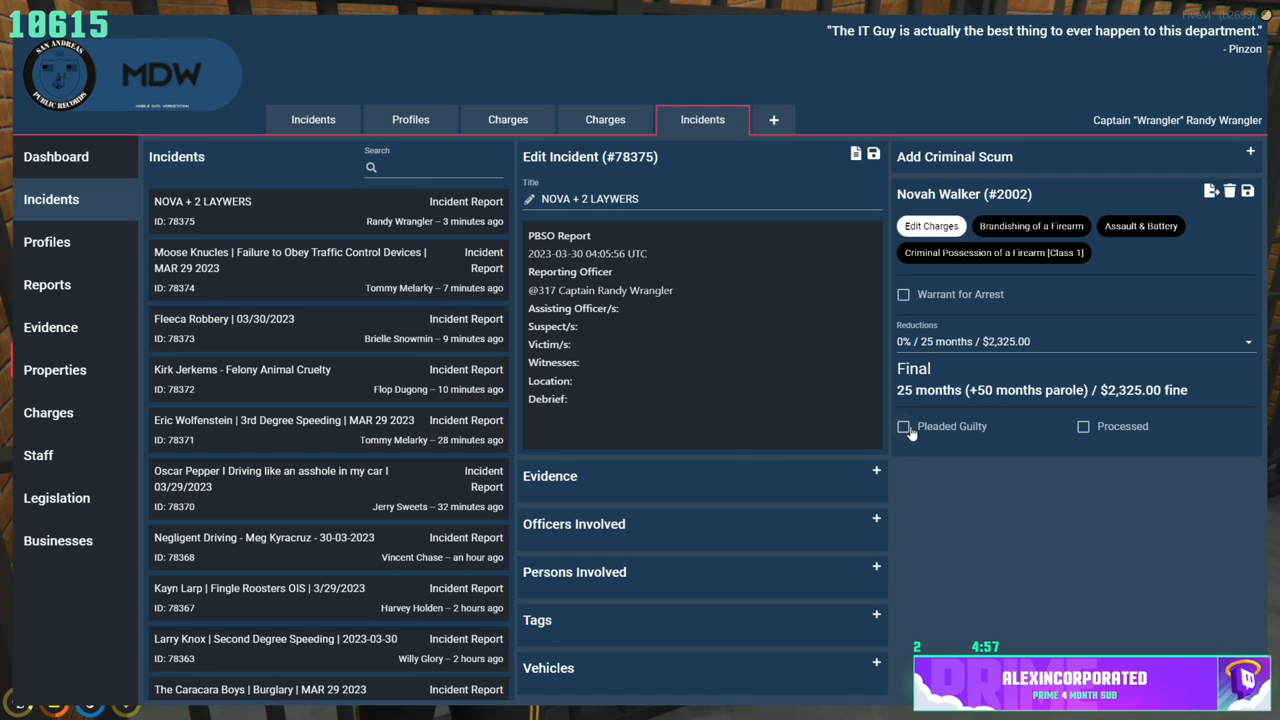 10615
FiveM® (b2699)
"The IT Guy is actually the best thing to ever happen to this department."
- Pinzon
SAN ANDREAS
PUBLIC RECORDS
MDW
MOBILE DATA WORKSTATION
Incidents
Profiles
Charges
Charges
Incidents
+
Captain "Wrangler" Randy Wrangler
Dashboard
Incidents
Profiles
Reports
Evidence
Properties
Charges
Staff
Legislation
Businesses
Incidents
Search
NOVA + 2 LAYWERS Incident Report
ID: 78375 Randy Wrangler – 3 minutes ago
Moose Knucles | Failure to Obey Traffic Control Devices | Incident
MAR 29 2023 Report
ID: 78374 Tommy Melarky – 7 minutes ago
Fleeca Robbery | 03/30/2023 Incident Report
ID: 78373 Brielle Snowmin – 9 minutes ago
Kirk Jerkems - Felony Animal Cruelty Incident Report
ID: 78372 Flop Dugong – 10 minutes ago
Eric Wolfenstein | 3rd Degree Speeding | MAR 29 2023 Incident Report
ID: 78371 Tommy Melarky – 28 minutes ago
Oscar Pepper I Driving like an asshole in my car I Incident
03/29/2023 Report
ID: 78370 Jerry Sweets – 32 minutes ago
Negligent Driving - Meg Kyracruz - 30-03-2023 Incident Report
ID: 78368 Vincent Chase – an hour ago
Kayn Larp | Fingle Roosters OIS | 3/29/2023 Incident Report
ID: 78367 Harvey Holden – 2 hours ago
Larry Knox | Second Degree Speeding | 2023-03-30 Incident Report
ID: 78363 Willy Glory – 2 hours ago
The Caracara Boys | Burglary | MAR 29 2023 Incident Report
Edit Incident (#78375)
Title
NOVA + 2 LAYWERS
PBSO Report
2023-03-30 04:05:56 UTC
Reporting Officer
@317 Captain Randy Wrangler
Assisting Officer/s:
Suspect/s:
Victim/s:
Witnesses:
Location:
Debrief:
Evidence +
Officers Involved +
Persons Involved +
Tags +
Vehicles +
Add Criminal Scum +
Novah Walker (#2002)
Edit Charges Brandishing of a Firearm Assault & Battery
Criminal Possession of a Firearm [Class 1]
Warrant for Arrest
Reductions
0% / 25 months / $2,325.00
Final
25 months (+50 months parole) / $2,325.00 fine
Pleaded Guilty Processed
2 4:57
PRIME
ALEXINCORPORATED
PRIME 4 MONTH SUB